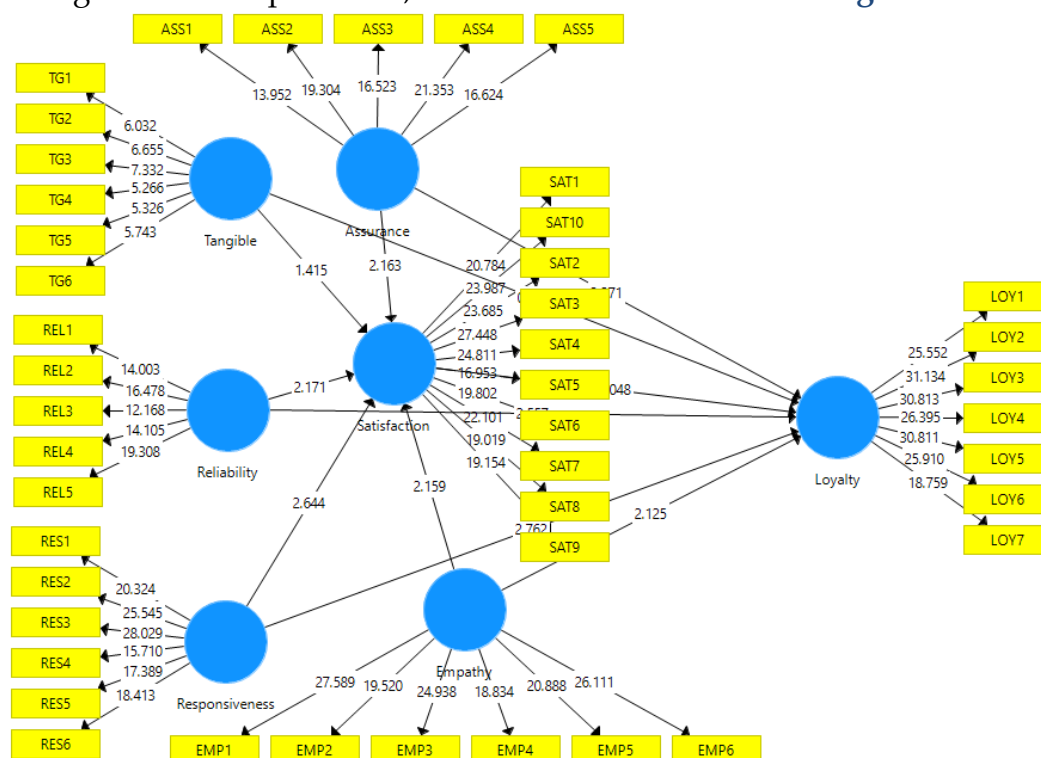 ASS1 ASS2 ASS3 ASS4 ASS5
13.952 19.304 16.523 21.353 16.624
TG1
TG2
TG3
TG4
TG5
TG6
6.032
6.655
7.332
5.266
5.326
5.743
Tangible
Assurance
1.415
2.163
SAT1
SAT10
SAT2
SAT3
SAT4
SAT5
SAT6
SAT7
SAT8
SAT9
20.784
23.987
23.685
27.448
24.811
16.953
19.802
22.101
19.019
19.154
Satisfaction
REL1
REL2
REL3
REL4
REL5
14.003
16.478
12.168
14.105
19.308
Reliability
2.171
2.644
2.159
2.762
2.125
LOY1
LOY2
LOY3
LOY4
LOY5
LOY6
LOY7
25.552
31.134
30.813
26.395
30.811
25.910
18.759
Loyalty
RES1
RES2
RES3
RES4
RES5
RES6
20.324
25.545
28.029
15.710
17.389
18.413
Responsiveness
Empathy
27.589 19.520 24.938 18.834 20.888 26.111
EMP1 EMP2 EMP3 EMP4 EMP5 EMP6